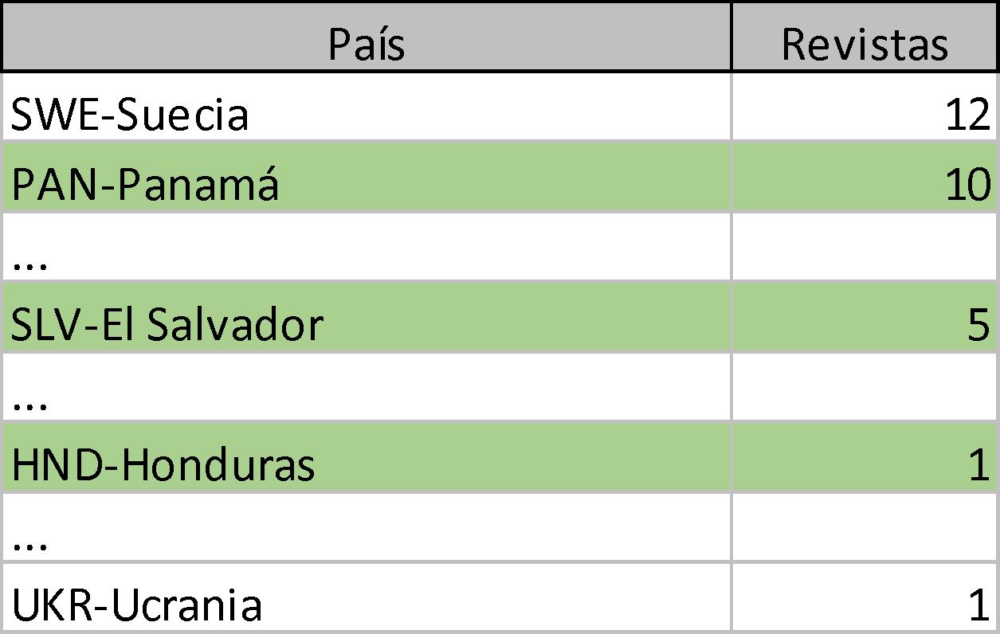 País Revistas
SWE-Suecia 12
PAN-Panamá 10
...
SLV-El Salvador 5
...
HND-Honduras 1
...
UKR-Ucrania 1